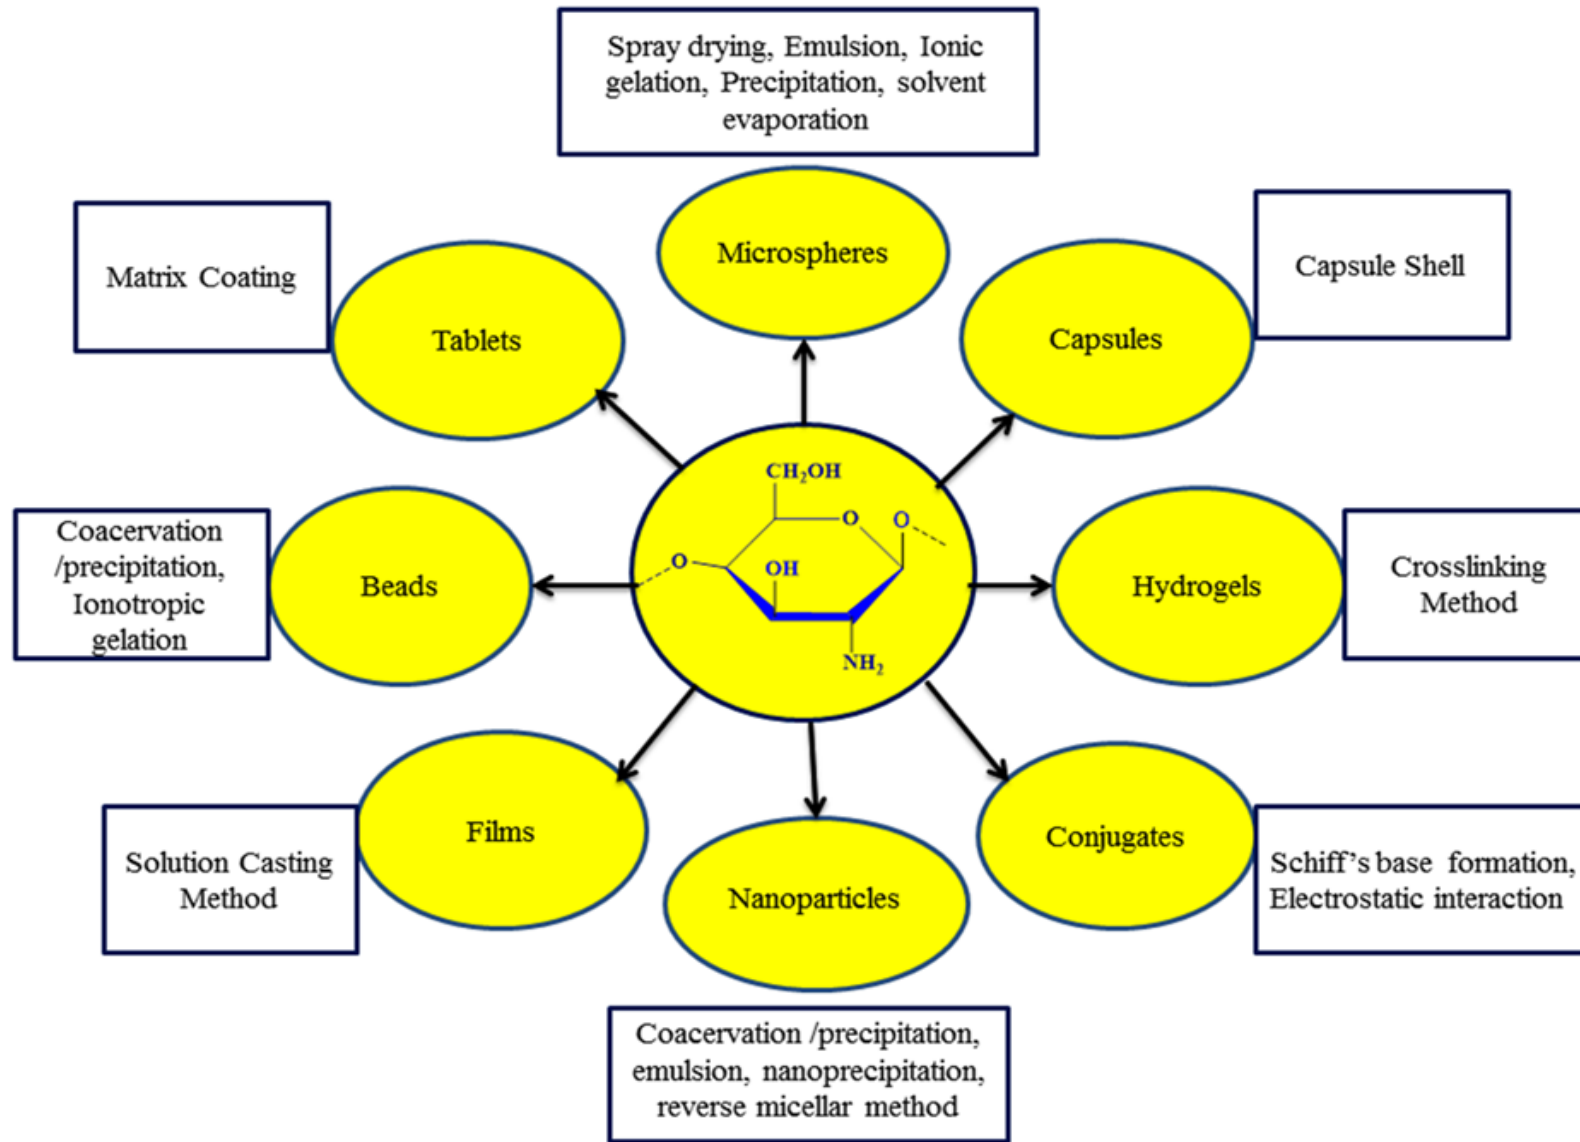 Spray drying, Emulsion, Ionic
gelation, Precipitation, solvent
evaporation
Microspheres
Matrix Coating
Tablets
Capsules
Capsule Shell
CH₂OH
O
O
O
OH
NH₂
Coacervation
/precipitation,
Ionotropic
gelation
Beads
Hydrogels
Crosslinking
Method
Films
Solution Casting
Method
Conjugates
Schiff’s base formation,
Electrostatic interaction
Nanoparticles
Coacervation /precipitation,
emulsion, nanoprecipitation,
reverse micellar method